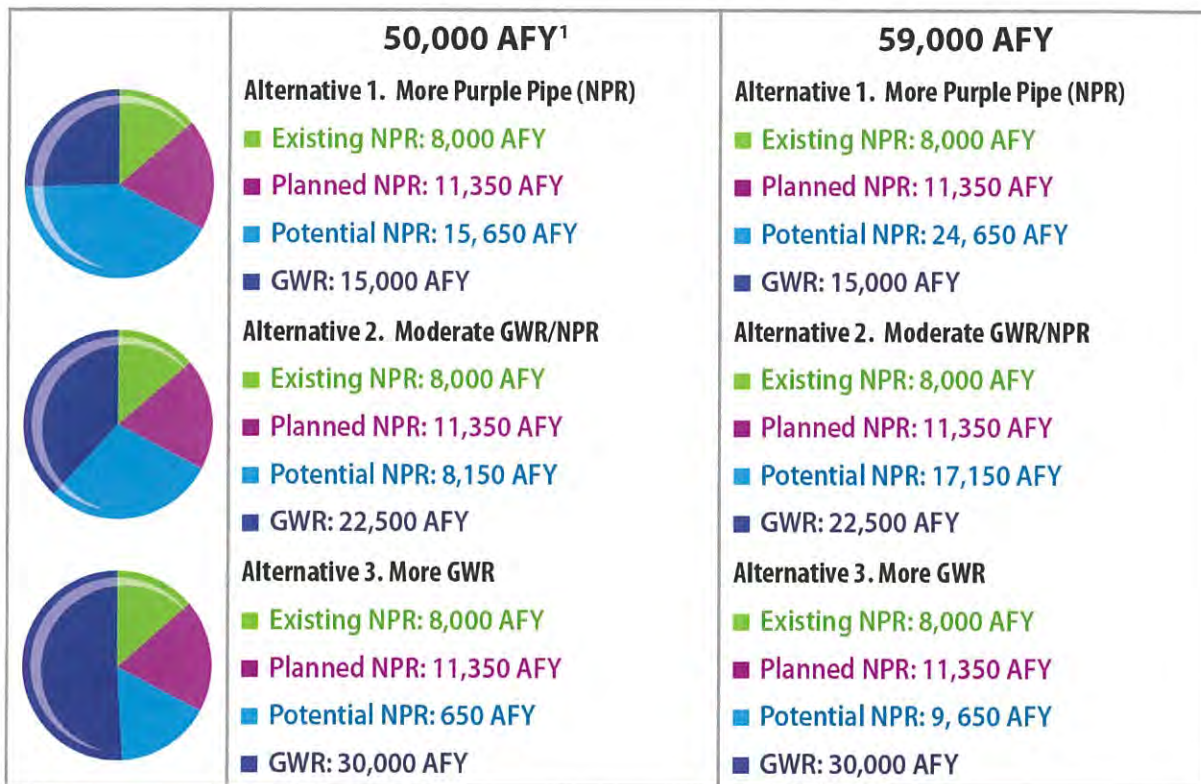 50,000 AFY¹
Alternative 1. More Purple Pipe (NPR)
Existing NPR: 8,000 AFY
Planned NPR: 11,350 AFY
Potential NPR: 15, 650 AFY
GWR: 15,000 AFY
Alternative 2. Moderate GWR/NPR
Existing NPR: 8,000 AFY
Planned NPR: 11,350 AFY
Potential NPR: 8,150 AFY
GWR: 22,500 AFY
Alternative 3. More GWR
Existing NPR: 8,000 AFY
Planned NPR: 11,350 AFY
Potential NPR: 650 AFY
GWR: 30,000 AFY
59,000 AFY
Alternative 1. More Purple Pipe (NPR)
Existing NPR: 8,000 AFY
Planned NPR: 11,350 AFY
Potential NPR: 24, 650 AFY
GWR: 15,000 AFY
Alternative 2. Moderate GWR/NPR
Existing NPR: 8,000 AFY
Planned NPR: 11,350 AFY
Potential NPR: 17,150 AFY
GWR: 22,500 AFY
Alternative 3. More GWR
Existing NPR: 8,000 AFY
Planned NPR: 11,350 AFY
Potential NPR: 9, 650 AFY
GWR: 30,000 AFY